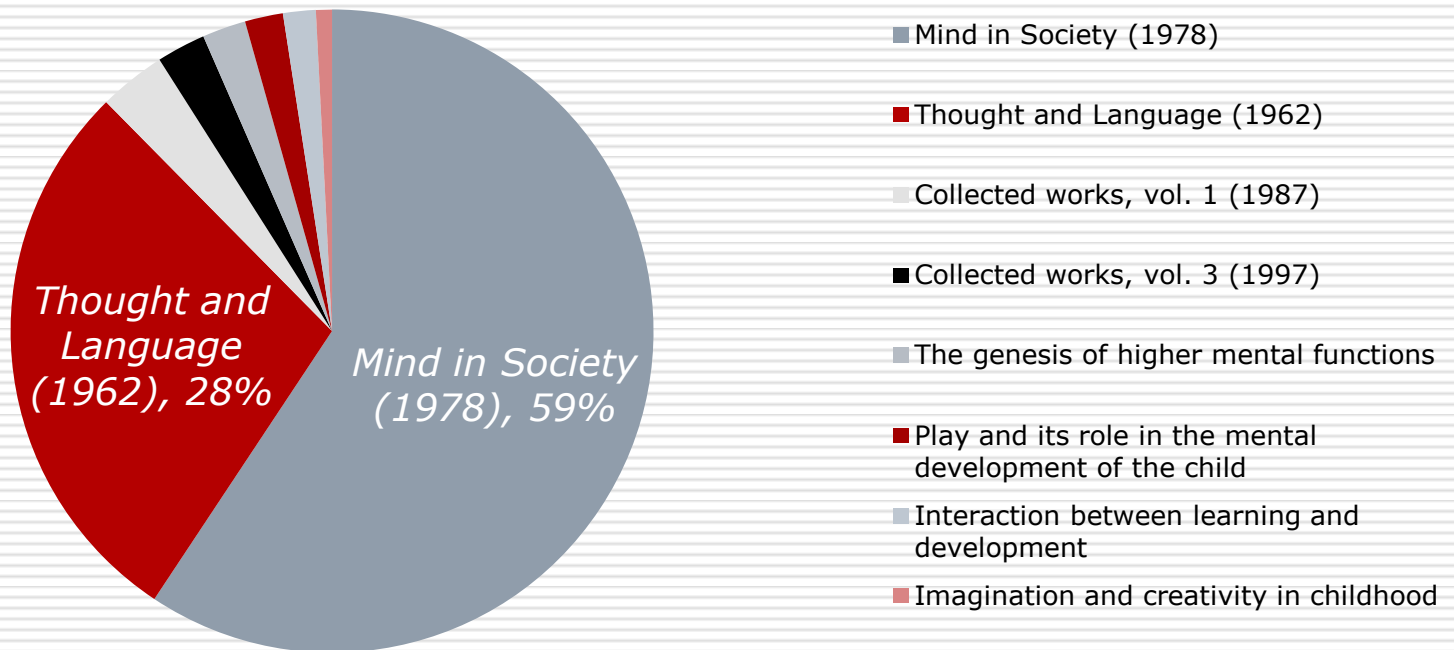 Thought and
Language
(1962), 28%
Mind in Society
(1978), 59%
Mind in Society (1978)
Thought and Language (1962)
Collected works, vol. 1 (1987)
Collected works, vol. 3 (1997)
The genesis of higher mental functions
Play and its role in the mental
development of the child
Interaction between learning and
development
Imagination and creativity in childhood